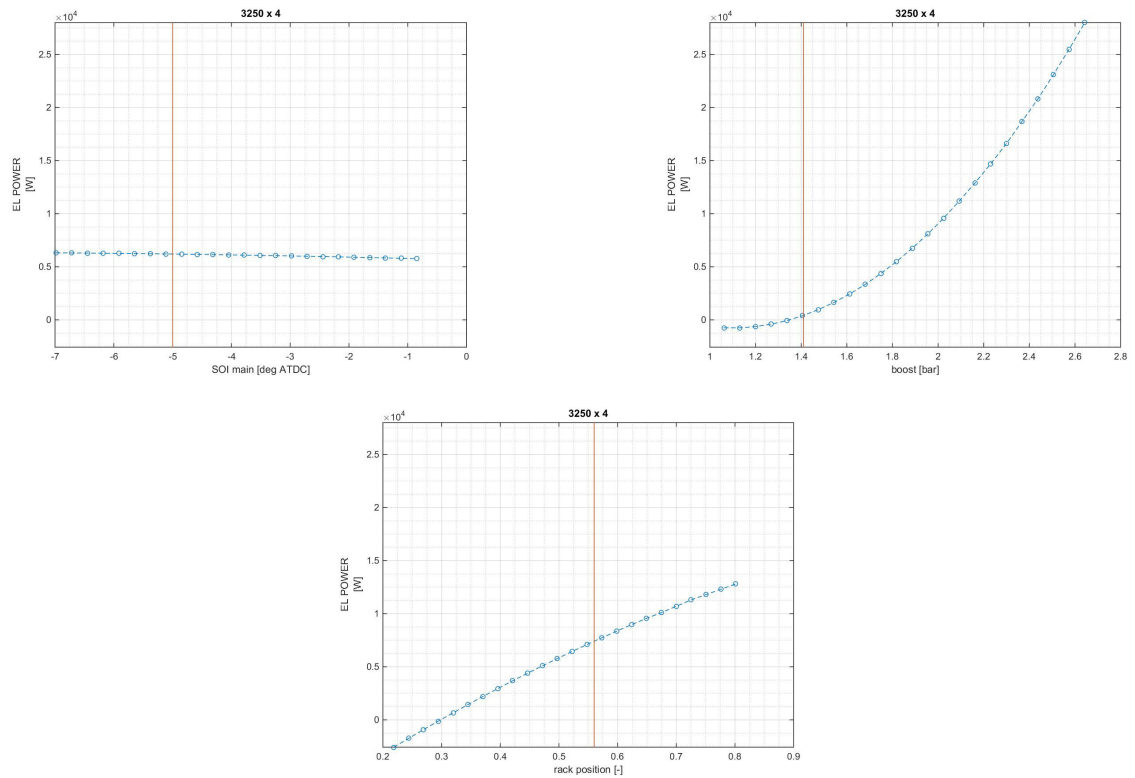 3250 x 4
×10⁴
2.5
2
1.5
1
0.5
0
EL POWER
[W]
-7 -6 -5 -4 -3 -2 -1 0
SOI main [deg ATDC]
3250 x 4
×10⁴
2.5
2
1.5
1
0.5
0
EL POWER
[W]
1 1.2 1.4 1.6 1.8 2 2.2 2.4 2.6 2.8
boost [bar]
3250 x 4
×10⁴
2.5
2
1.5
1
0.5
0
EL POWER
[W]
0.2 0.3 0.4 0.5 0.6 0.7 0.8 0.9
rack position [-]